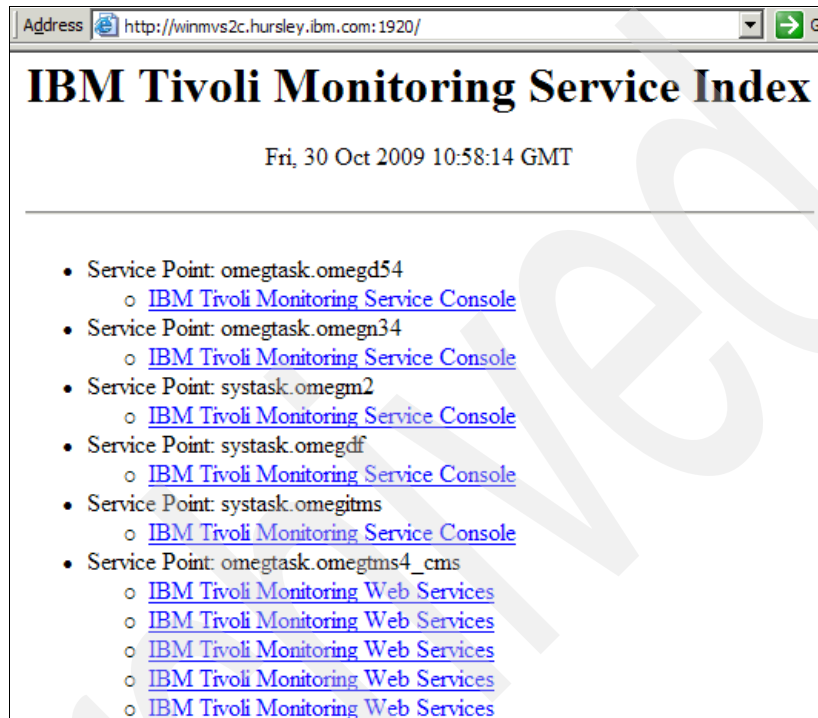 Address http://winmvs2c.hursley.ibm.com:1920/
IBM Tivoli Monitoring Service Index
Fri, 30 Oct 2009 10:58:14 GMT
• Service Point: omegtask.omegd54
o IBM Tivoli Monitoring Service Console
• Service Point: omegtask.omegn34
o IBM Tivoli Monitoring Service Console
• Service Point: systask.omegm2
o IBM Tivoli Monitoring Service Console
• Service Point: systask.omegdf
o IBM Tivoli Monitoring Service Console
• Service Point: systask.omegitms
o IBM Tivoli Monitoring Service Console
• Service Point: omegtask.omegtms4_cms
o IBM Tivoli Monitoring Web Services
o IBM Tivoli Monitoring Web Services
o IBM Tivoli Monitoring Web Services
o IBM Tivoli Monitoring Web Services
o IBM Tivoli Monitoring Web Services